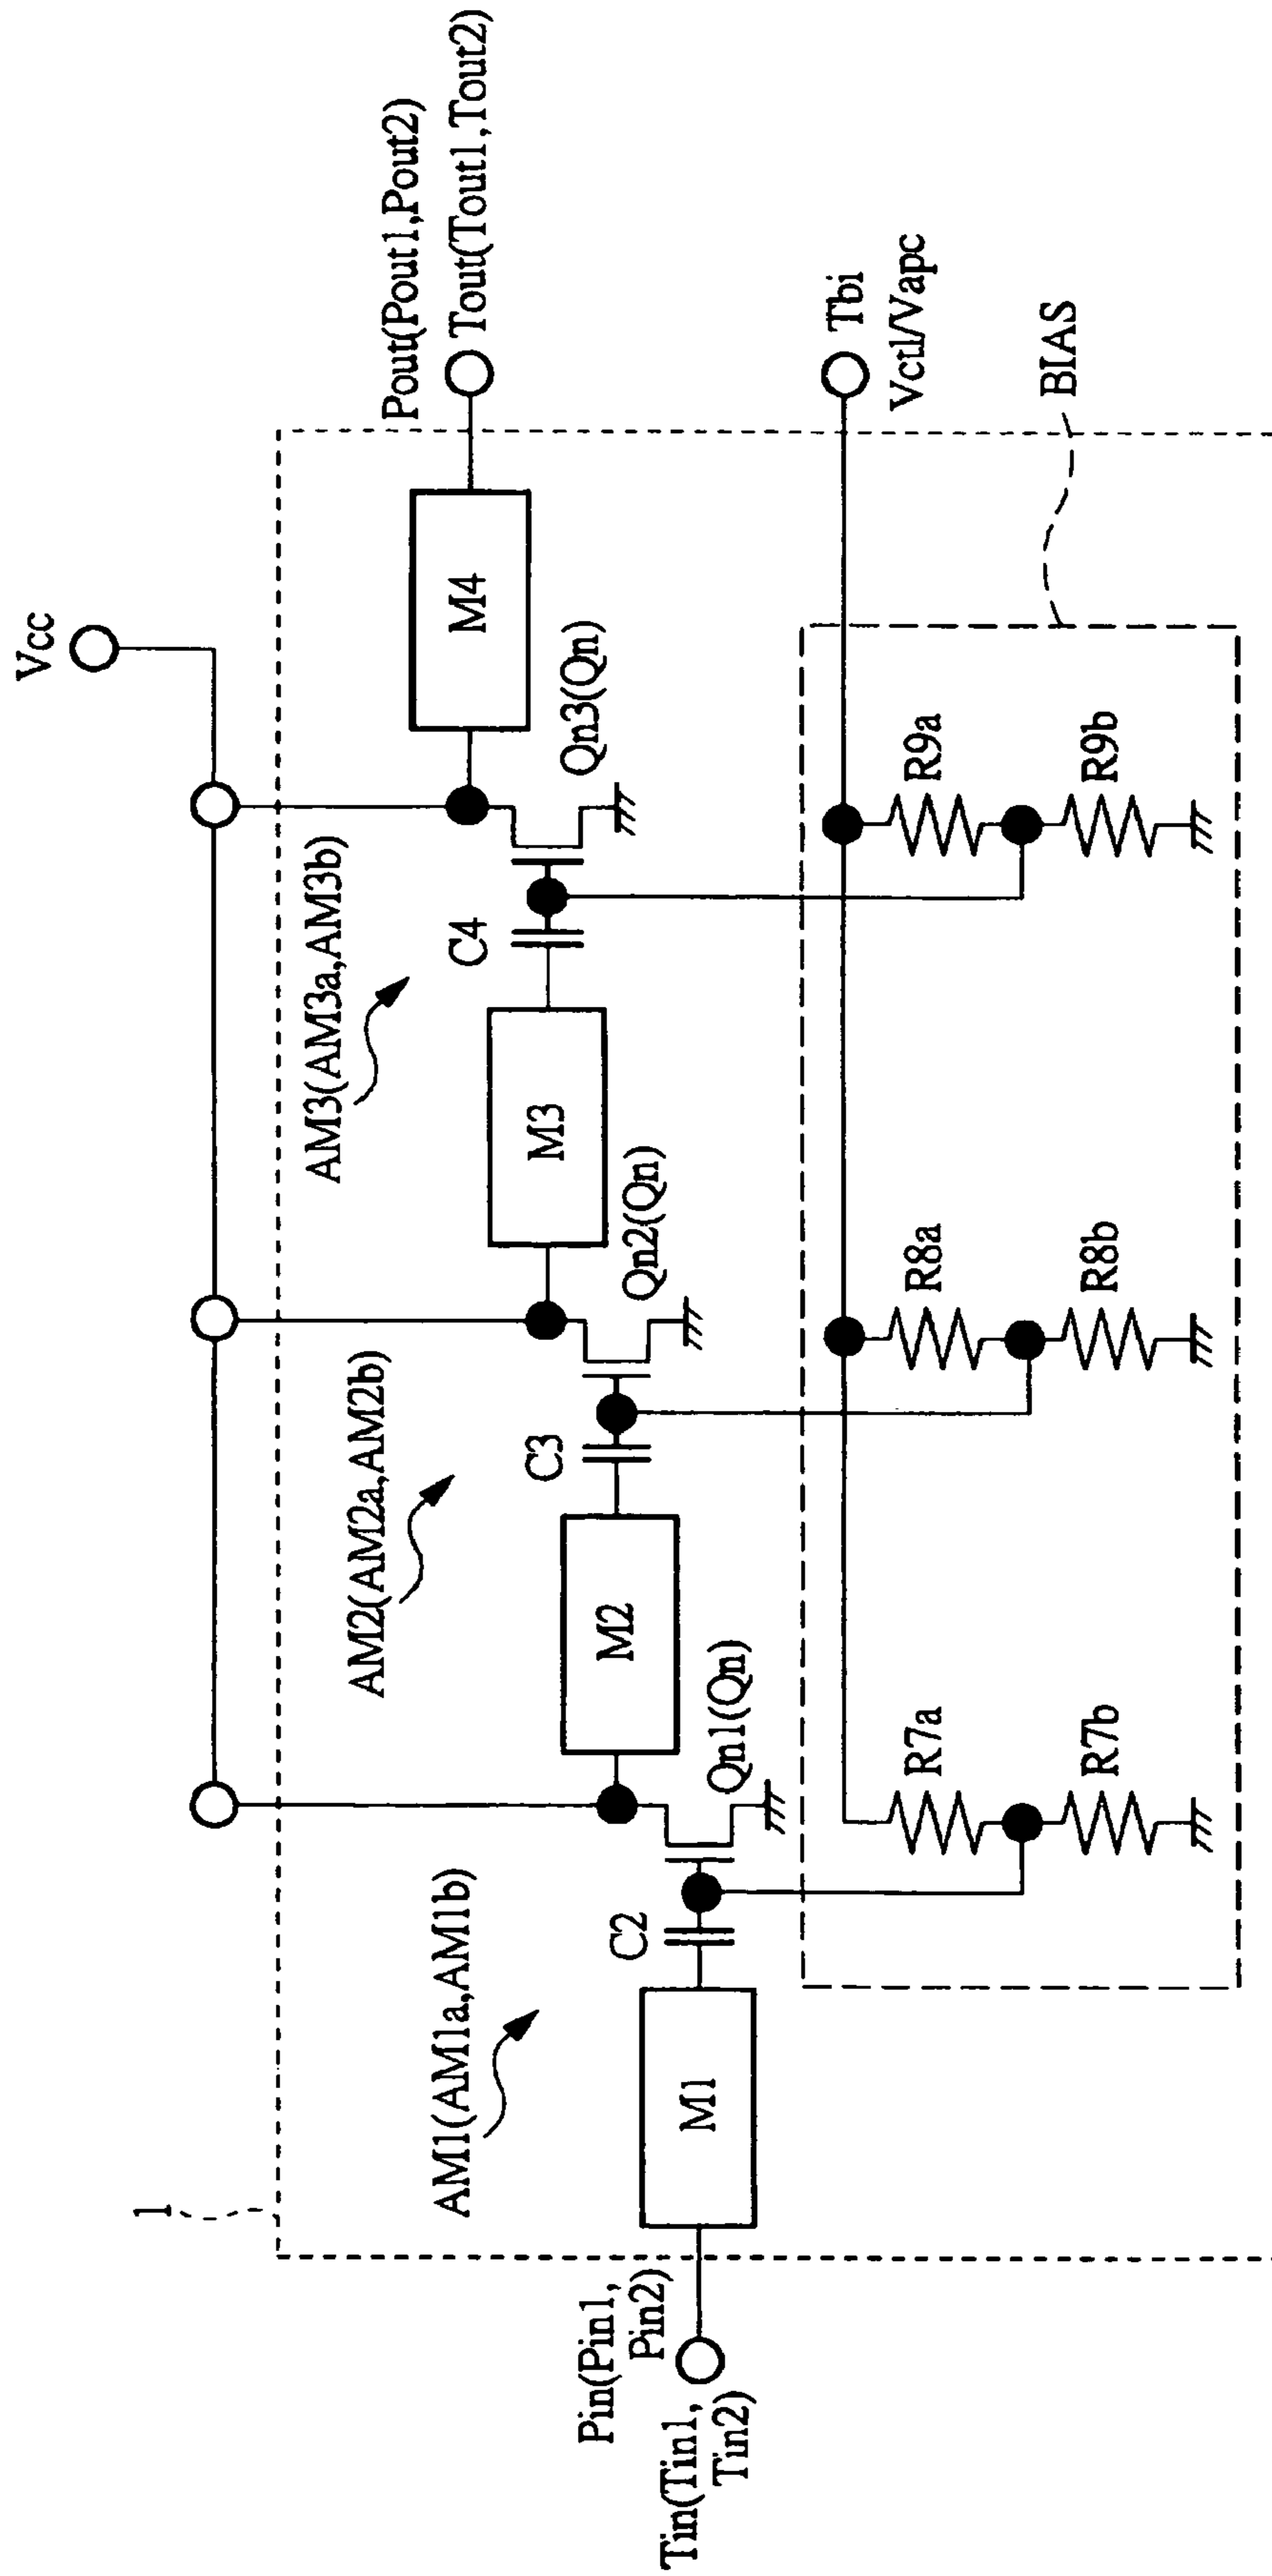 Vcc
1
Pout(Pout1,Pout2)
Tout(Tout1,Tout2)
AM3(AM3a,AM3b)
AM2(AM2a,AM2b)
AM1(AM1a,AM1b)
M4
Qn3(Qn)
C4
M3
Qn2(Qn)
C3
M2
Qn1(Qn)
C2
M1
Pin(Pin1,
Pin2)
Tin(Tin1,
Tin2)
Tbi
Vctl/Vapc
BIAS
R7a
R8a
R9a
R7b
R8b
R9b